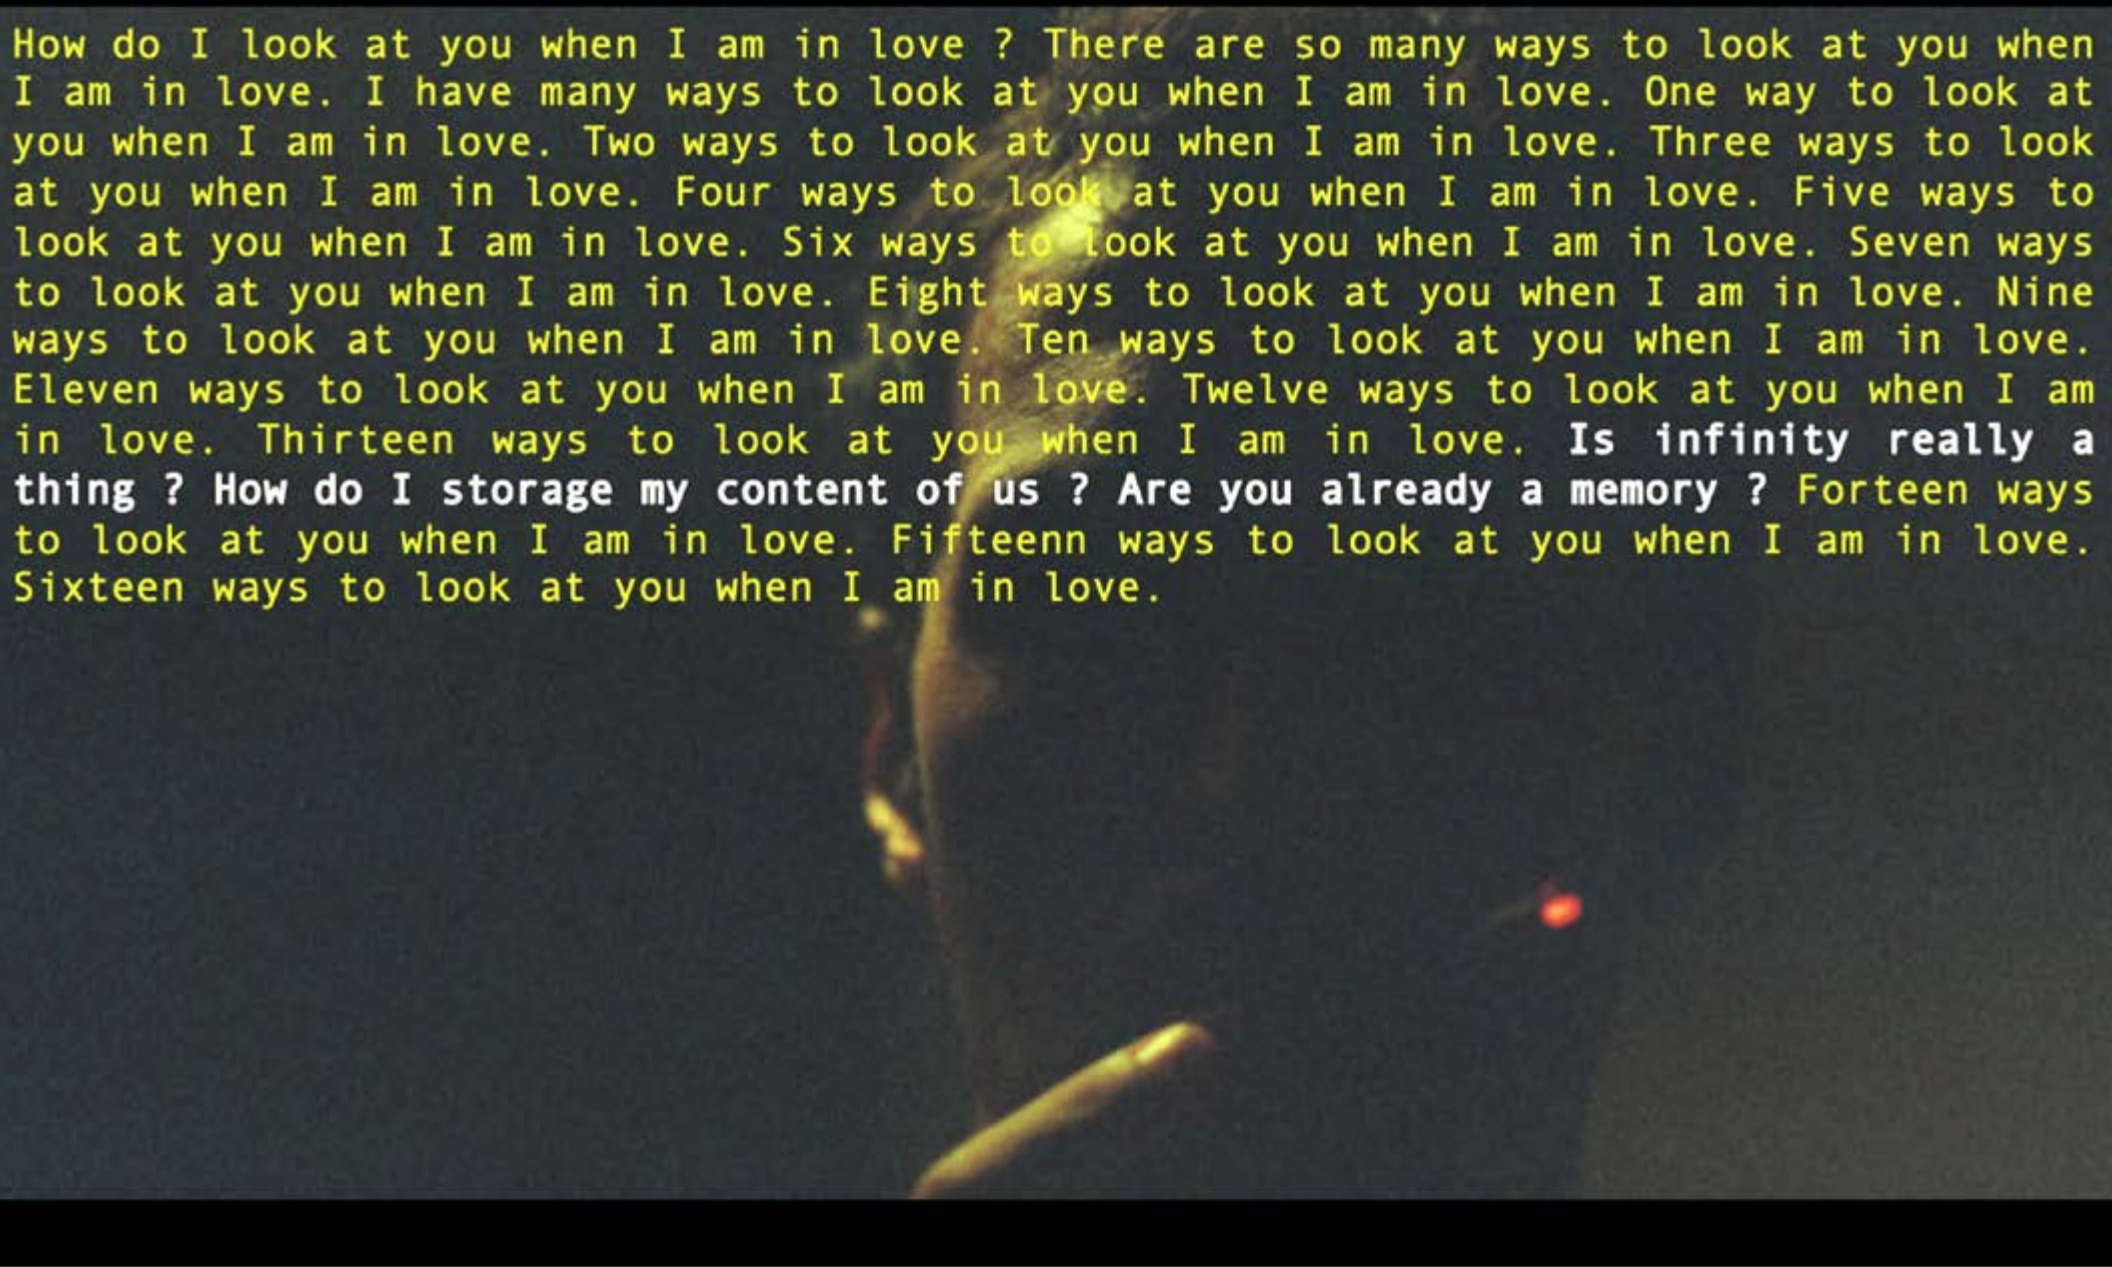 How do I look at you when I am in love ? There are so many ways to look at you when
I am in love. I have many ways to look at you when I am in love. One way to look at
you when I am in love. Two ways to look at you when I am in love. Three ways to look
at you when I am in love. Four ways to look at you when I am in love. Five ways to
look at you when I am in love. Six ways to look at you when I am in love. Seven ways
to look at you when I am in love. Eight ways to look at you when I am in love. Nine
ways to look at you when I am in love. Ten ways to look at you when I am in love.
Eleven ways to look at you when I am in love. Twelve ways to look at you when I am
in love. Thirteen ways to look at you when I am in love. Is infinity really a
thing ? How do I storage my content of us ? Are you already a memory ? Forteen ways
to look at you when I am in love. Fifteenn ways to look at you when I am in love.
Sixteen ways to look at you when I am in love.